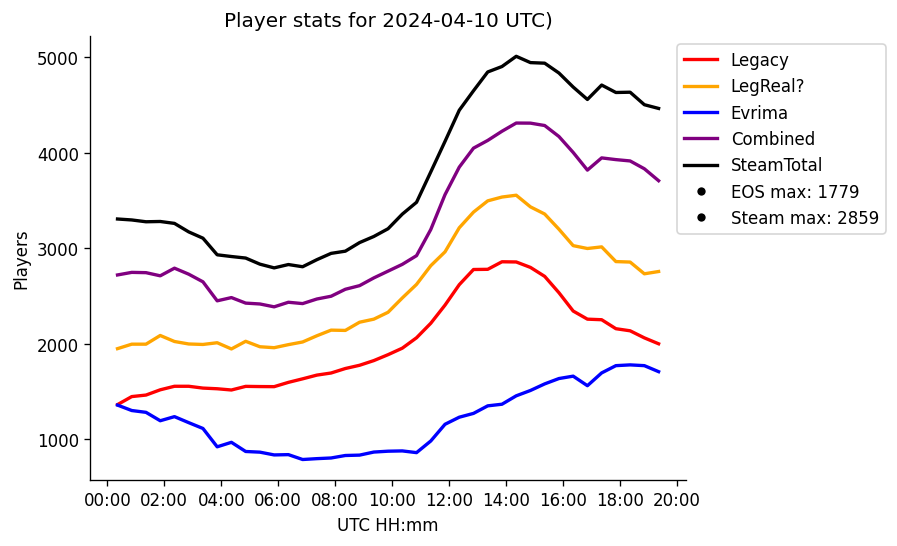 Player stats for 2024-04-10 UTC)
Legacy
LegReal?
Evrima
Combined
SteamTotal
EOS max: 1779
Steam max: 2859
Players
5000
4000
3000
2000
1000
00:00 02:00 04:00 06:00 08:00 10:00 12:00 14:00 16:00 18:00 20:00
UTC HH:mm